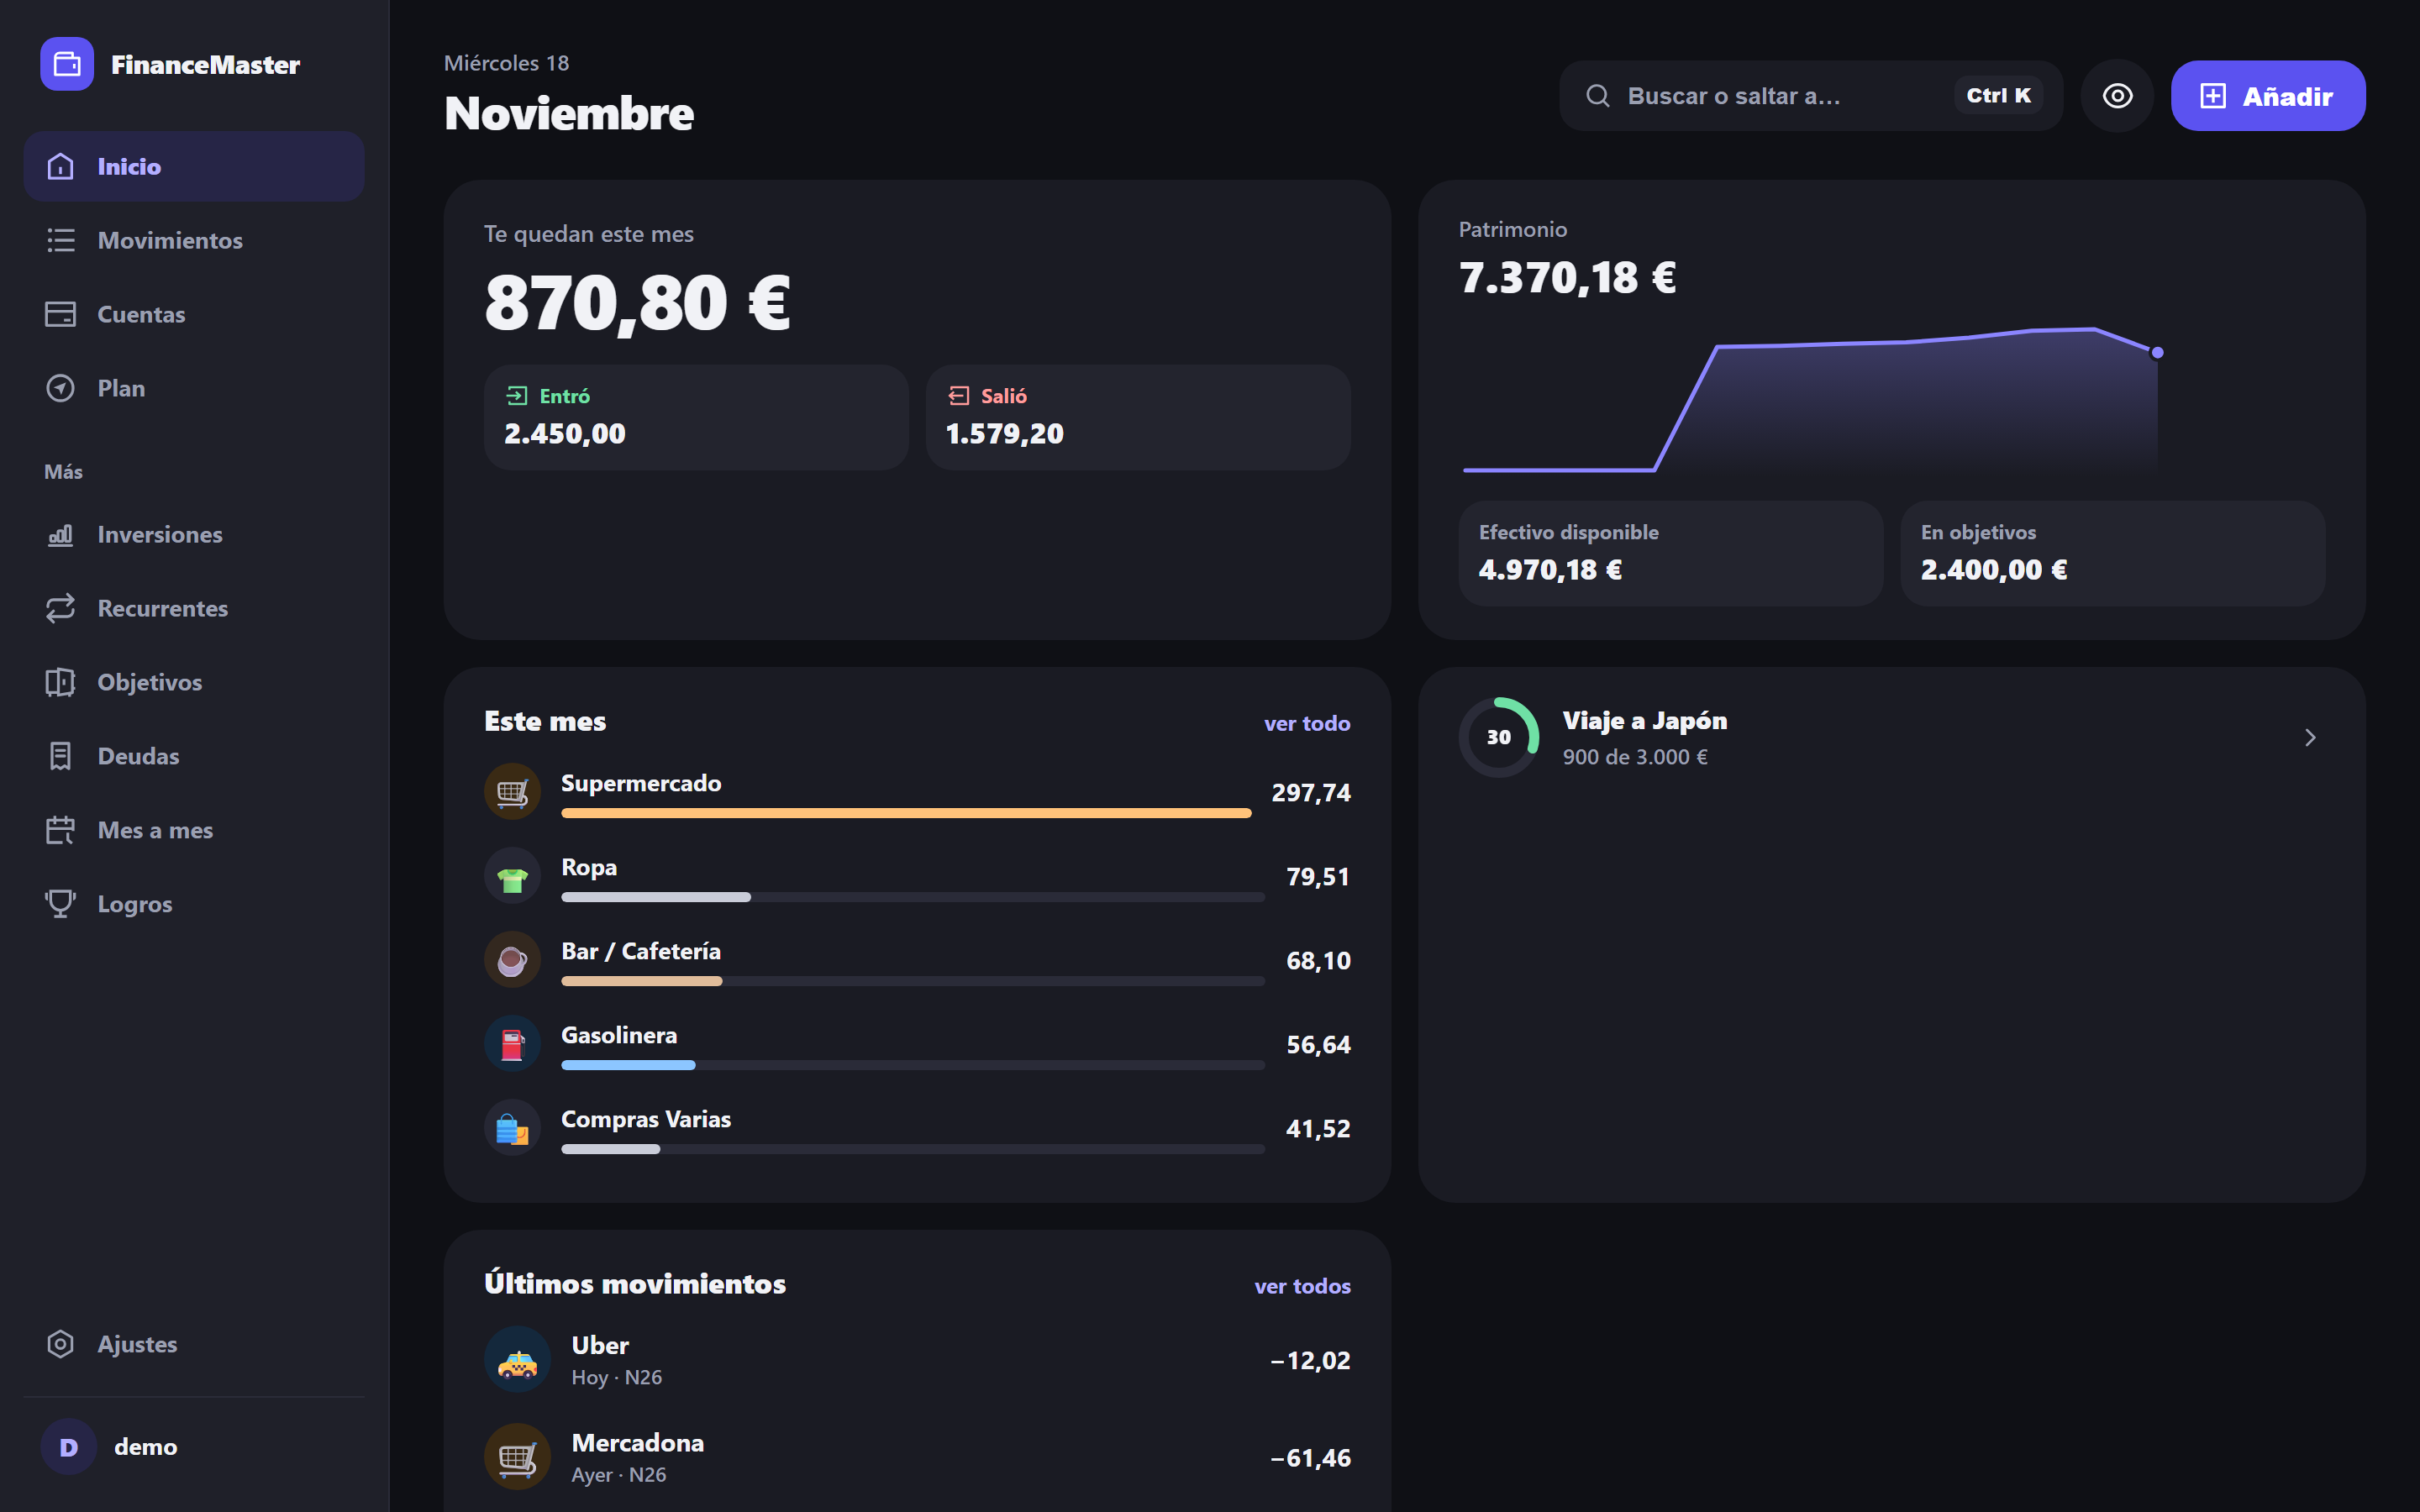 FinanceMaster
Inicio
Movimientos
Cuentas
Plan
Más
Inversiones
Recurrentes
Objetivos
Deudas
Mes a mes
Logros
Ajustes
D
demo
Miércoles 18
Noviembre
Buscar o saltar a…
Ctrl K
Añadir
Te quedan este mes
870,80 €
Entró
2.450,00
Salió
1.579,20
Patrimonio
7.370,18 €
Efectivo disponible
4.970,18 €
En objetivos
2.400,00 €
Este mes
ver todo
Supermercado
297,74
Ropa
79,51
Bar / Cafetería
68,10
Gasolinera
56,64
Compras Varias
41,52
30
Viaje a Japón
900 de 3.000 €
Últimos movimientos
ver todos
Uber
Hoy · N26
−12,02
Mercadona
Ayer · N26
−61,46